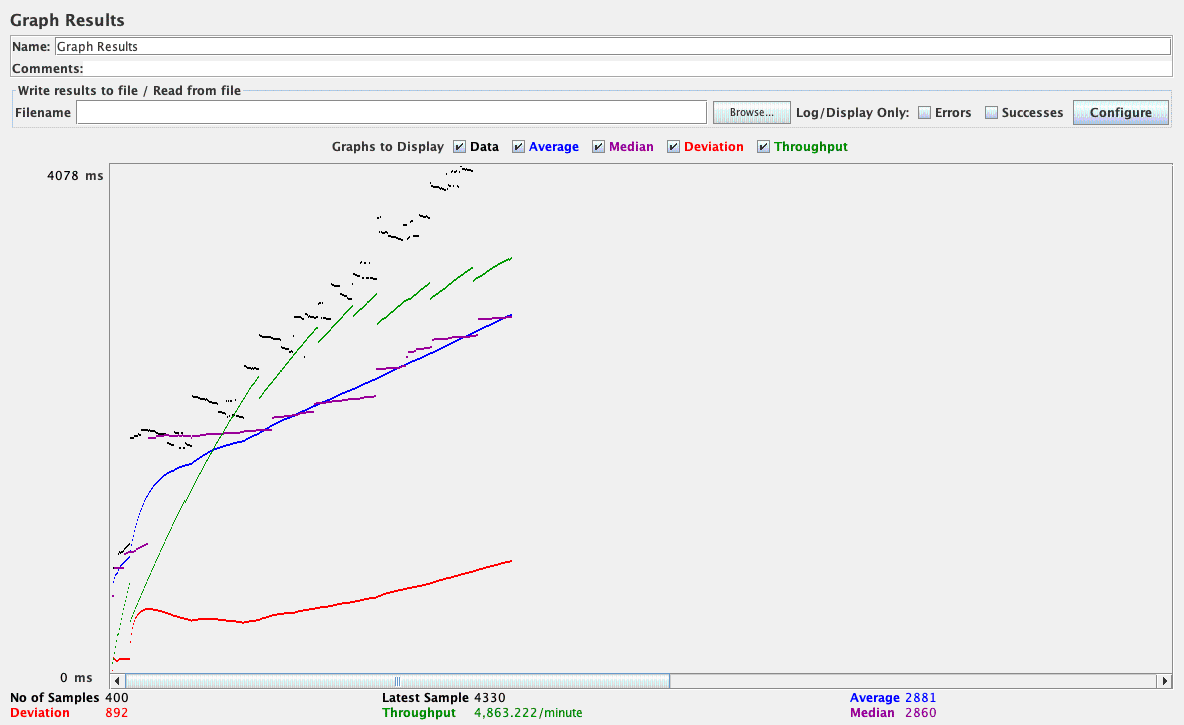 Graph Results
Name: Graph Results
Comments:
Write results to file / Read from file
Filename Browse... Log/Display Only: Errors Successes Configure
Graphs to Display Data Average Median Deviation Throughput
4078 ms
0 ms
No of Samples 400 Latest Sample 4330 Average 2881
Deviation 892 Throughput 4,863.222/minute Median 2860